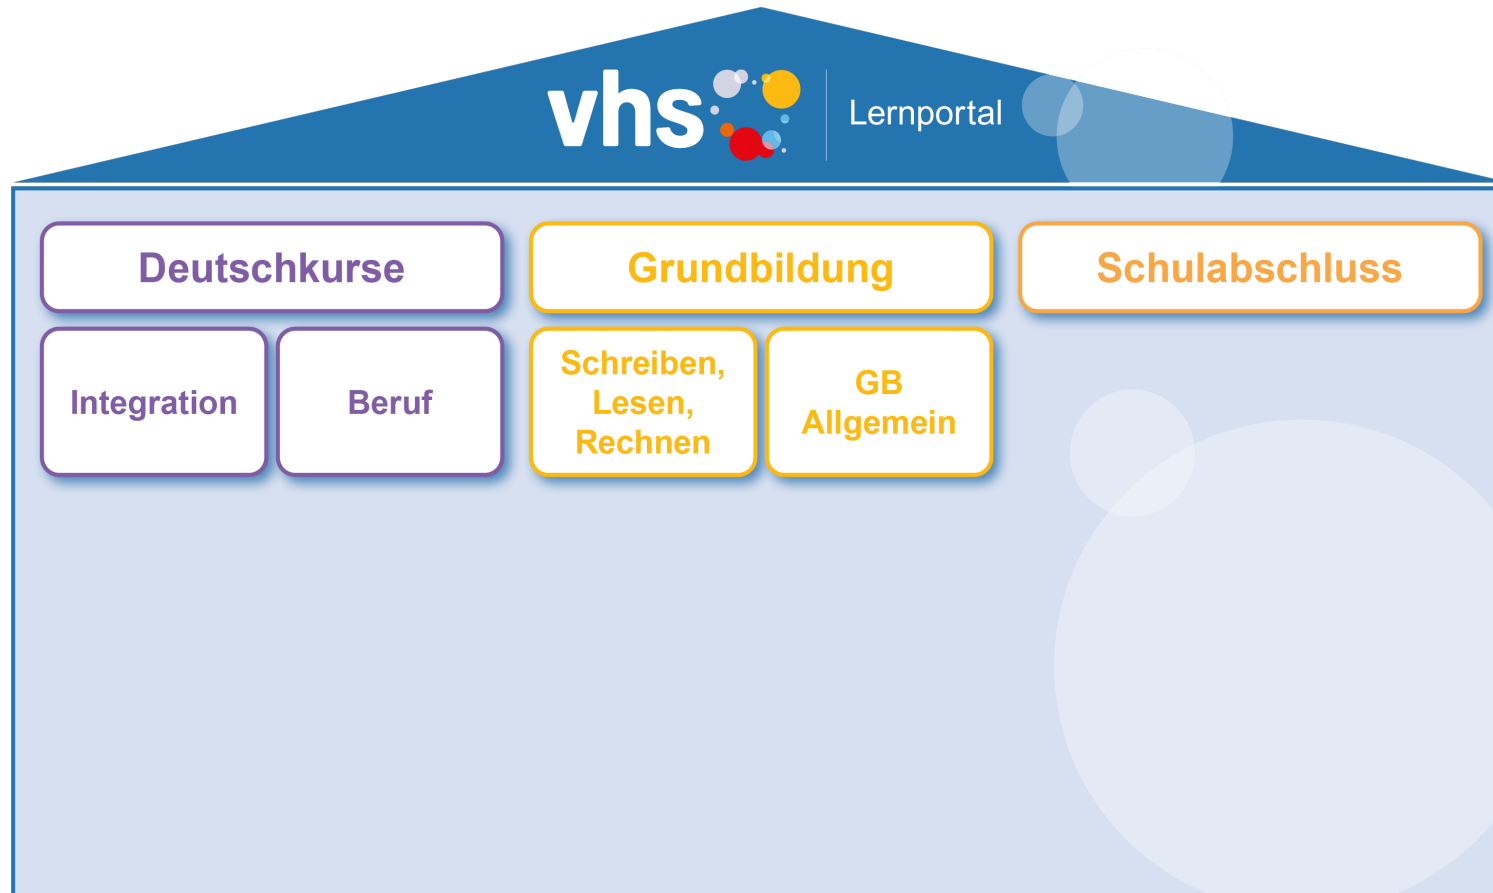 vhs
Lernportal
Deutschkurse
Grundbildung
Schulabschluss
Integration
Beruf
Schreiben,
Lesen,
Rechnen
GB
Allgemein